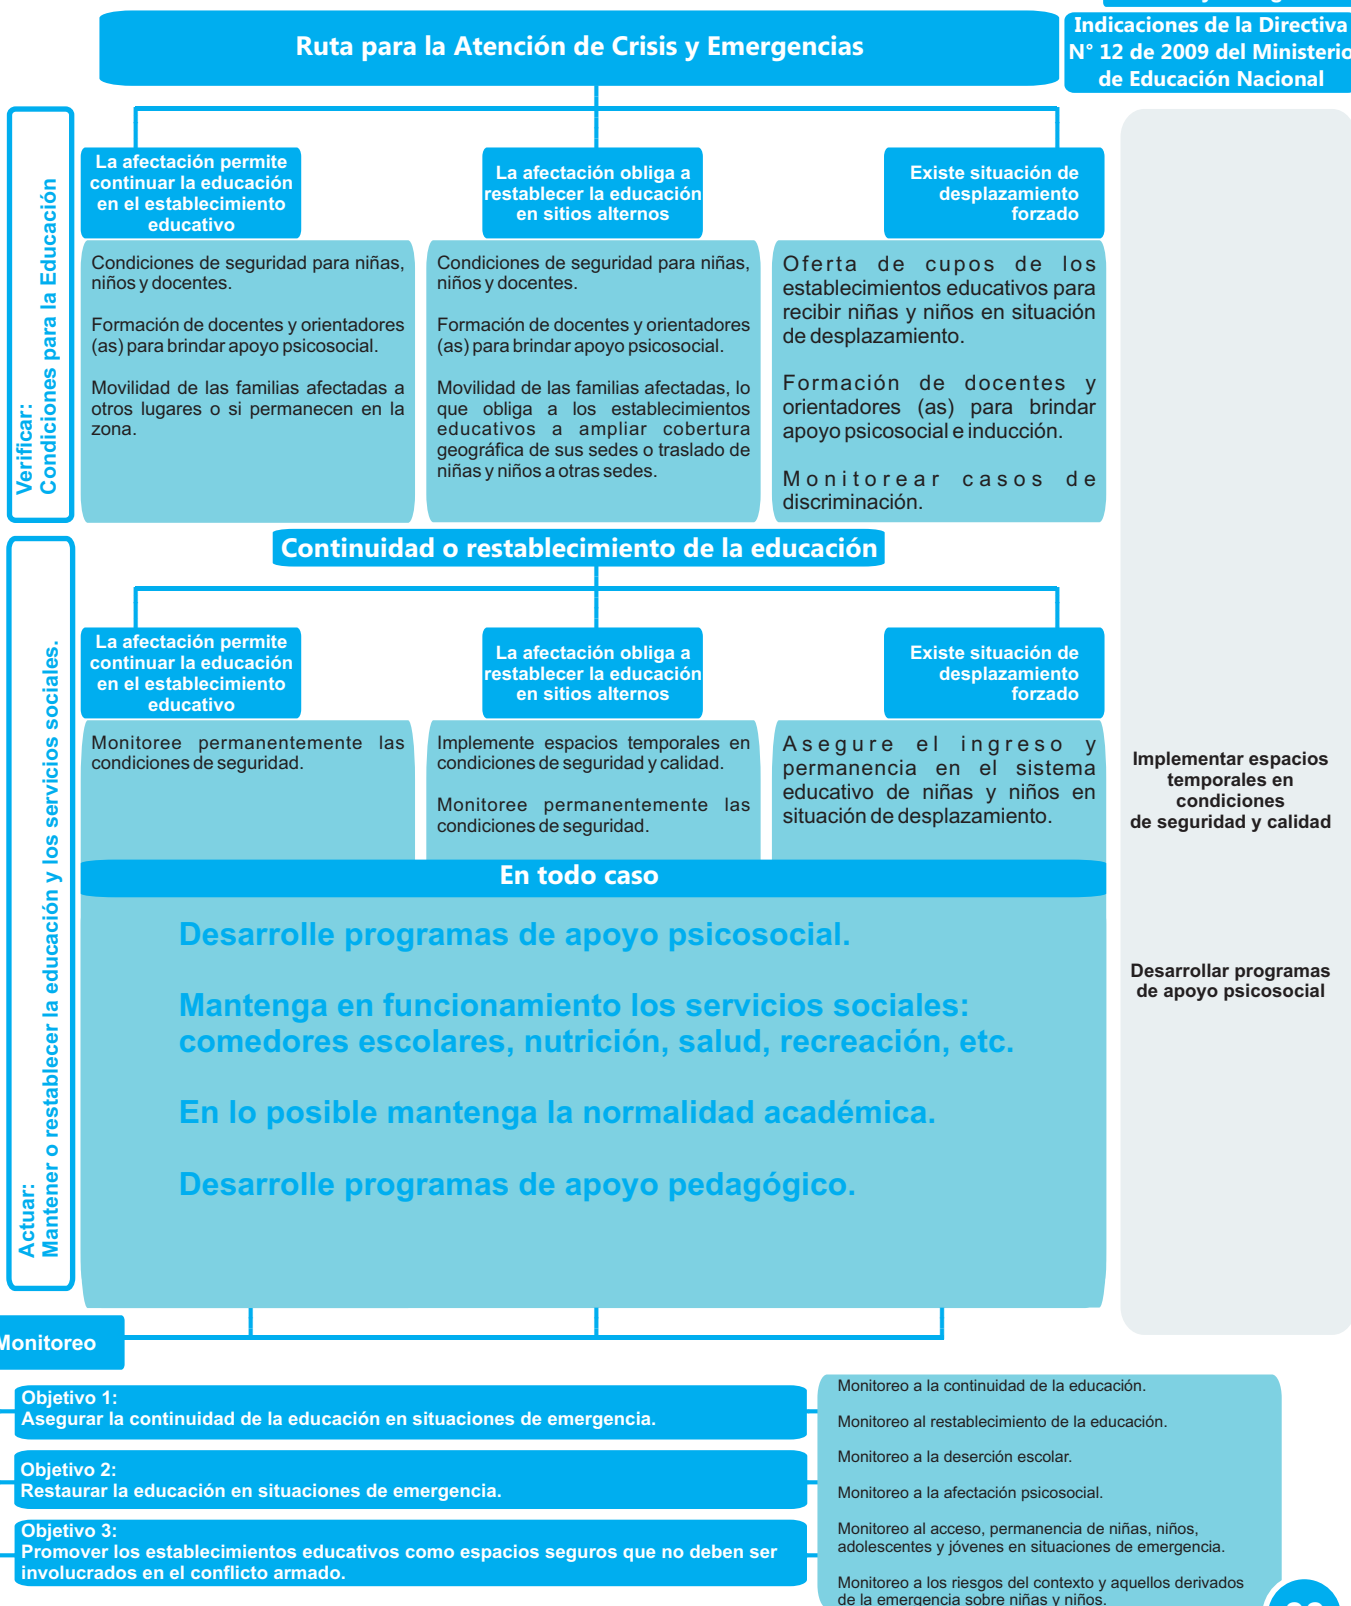 Ruta para la Atención de Crisis y Emergencias
Indicaciones de la Directiva
N° 12 de 2009 del Ministerio
de Educación Nacional
Verificar:
Condiciones para la Educación
La afectación permite
continuar la educación
en el establecimiento
educativo
La afectación obliga a
restablecer la educación
en sitios alternos
Existe situación de
desplazamiento
forzado
Condiciones de seguridad para niñas,
niños y docentes.
Formación de docentes y orientadores
(as) para brindar apoyo psicosocial.
Movilidad de las familias afectadas a
otros lugares o si permanecen en la
zona.
Condiciones de seguridad para niñas,
niños y docentes.
Formación de docentes y orientadores
(as) para brindar apoyo psicosocial.
Movilidad de las familias afectadas, lo
que obliga a los establecimientos
educativos a ampliar cobertura
geográfica de sus sedes o traslado de
niñas y niños a otras sedes.
Oferta de cupos de los
establecimientos educativos para
recibir niñas y niños en situación
de desplazamiento.
Formación de docentes y
orientadores (as) para brindar
apoyo psicosocial e inducción.
Monitorear casos de
discriminación.
Continuidad o restablecimiento de la educación
Actuar:
Mantener o restablecer la educación y los servicios sociales.
La afectación permite
continuar la educación
en el establecimiento
educativo
La afectación obliga a
restablecer la educación
en sitios alternos
Existe situación de
desplazamiento
forzado
Monitoree permanentemente las
condiciones de seguridad.
Implemente espacios temporales en
condiciones de seguridad y calidad.
Monitoree permanentemente las
condiciones de seguridad.
Asegure el ingreso y
permanencia en el sistema
educativo de niñas y niños en
situación de desplazamiento.
Implementar espacios
temporales en
condiciones
de seguridad y calidad
En todo caso
Desarrolle programas de apoyo psicosocial.
Mantenga en funcionamiento los servicios sociales:
comedores escolares, nutrición, salud, recreación, etc.
En lo posible mantenga la normalidad académica.
Desarrolle programas de apoyo pedagógico.
Desarrollar programas
de apoyo psicosocial
Monitoreo
Objetivo 1:
Asegurar la continuidad de la educación en situaciones de emergencia.
Objetivo 2:
Restaurar la educación en situaciones de emergencia.
Objetivo 3:
Promover los establecimientos educativos como espacios seguros que no deben ser
involucrados en el conflicto armado.
Monitoreo a la continuidad de la educación.
Monitoreo al restablecimiento de la educación.
Monitoreo a la deserción escolar.
Monitoreo a la afectación psicosocial.
Monitoreo al acceso, permanencia de niñas, niños,
adolescentes y jóvenes en situaciones de emergencia.
Monitoreo a los riesgos del contexto y aquellos derivados
de la emergencia sobre niñas y niños.